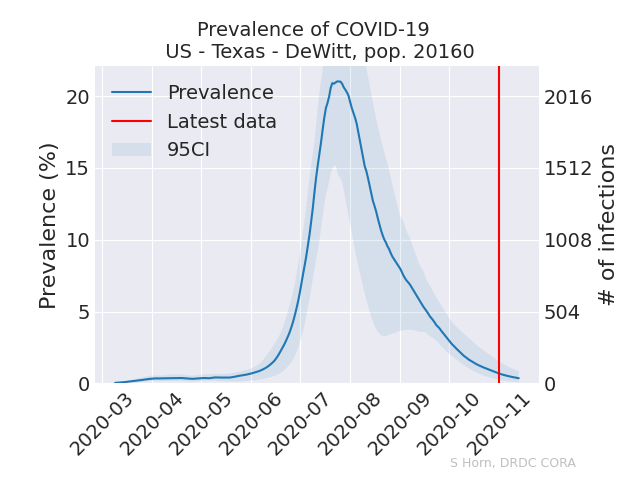 Prevalence of COVID-19
US - Texas - DeWitt, pop. 20160
Prevalence
Latest data
95CI
Prevalence (%)
20
15
10
5
0
2016
1512
1008
504
0
# of infections
2020-03
2020-04
2020-05
2020-06
2020-07
2020-08
2020-09
2020-10
2020-11
S Horn, DRDC CORA